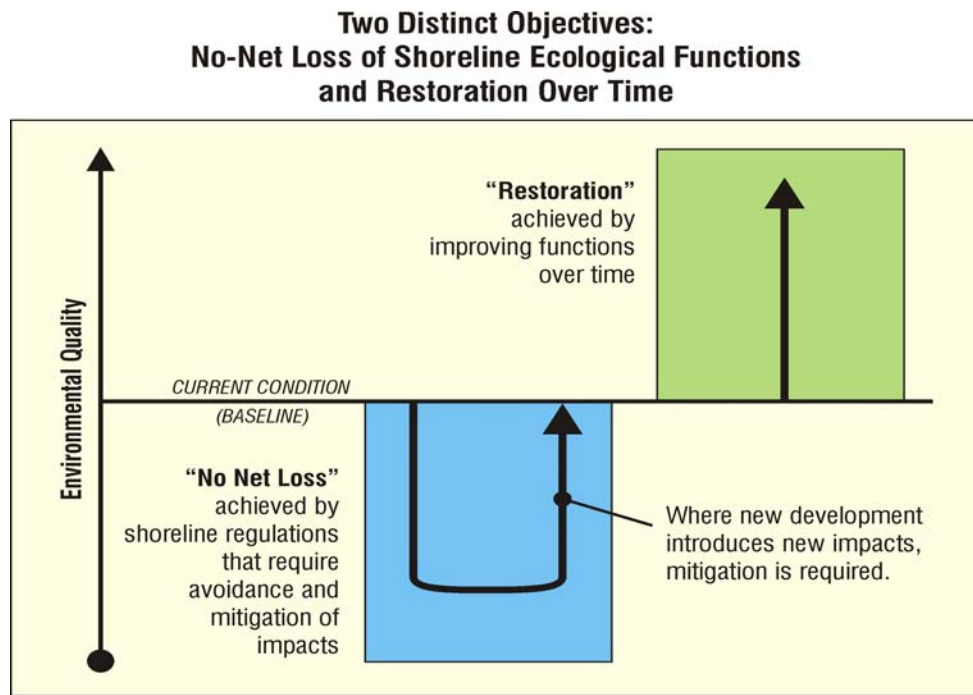 Two Distinct Objectives:
No-Net Loss of Shoreline Ecological Functions
and Restoration Over Time
Environmental Quality
“Restoration”
achieved by
improving functions
over time
CURRENT CONDITION
(BASELINE)
“No Net Loss”
achieved by
shoreline regulations
that require
avoidance and
mitigation of
impacts
Where new development
introduces new impacts,
mitigation is required.